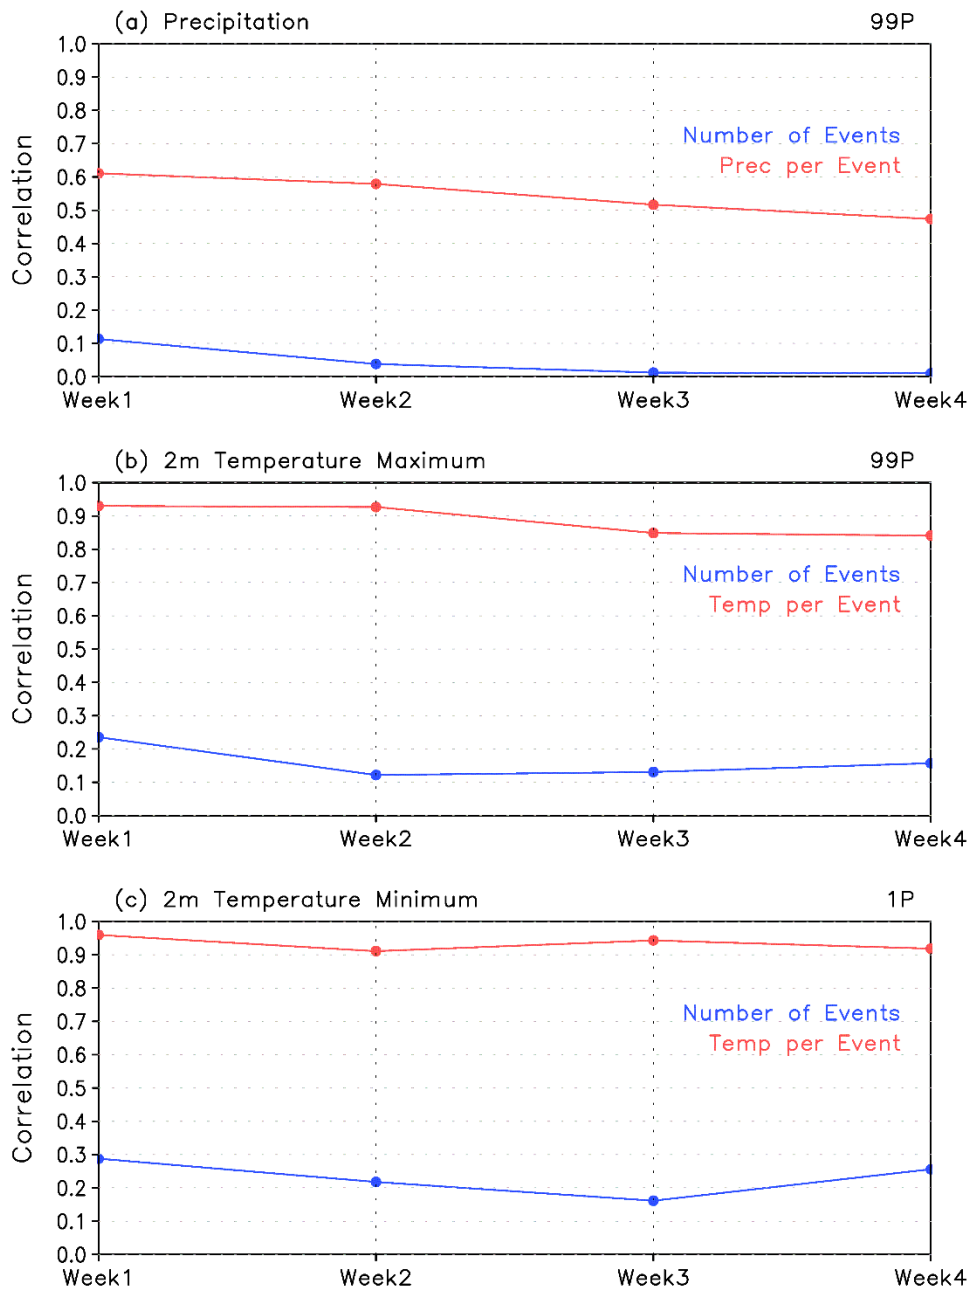 (a) Precipitation 99P
1.0
0.9
0.8
0.7
0.6
0.5
0.4
0.3
0.2
0.1
0.0
Correlation
Number of Events
Prec per Event
Week1 Week2 Week3 Week4
(b) 2m Temperature Maximum 99P
1.0
0.9
0.8
0.7
0.6
0.5
0.4
0.3
0.2
0.1
0.0
Correlation
Number of Events
Temp per Event
Week1 Week2 Week3 Week4
(c) 2m Temperature Minimum 1P
1.0
0.9
0.8
0.7
0.6
0.5
0.4
0.3
0.2
0.1
0.0
Correlation
Number of Events
Temp per Event
Week1 Week2 Week3 Week4